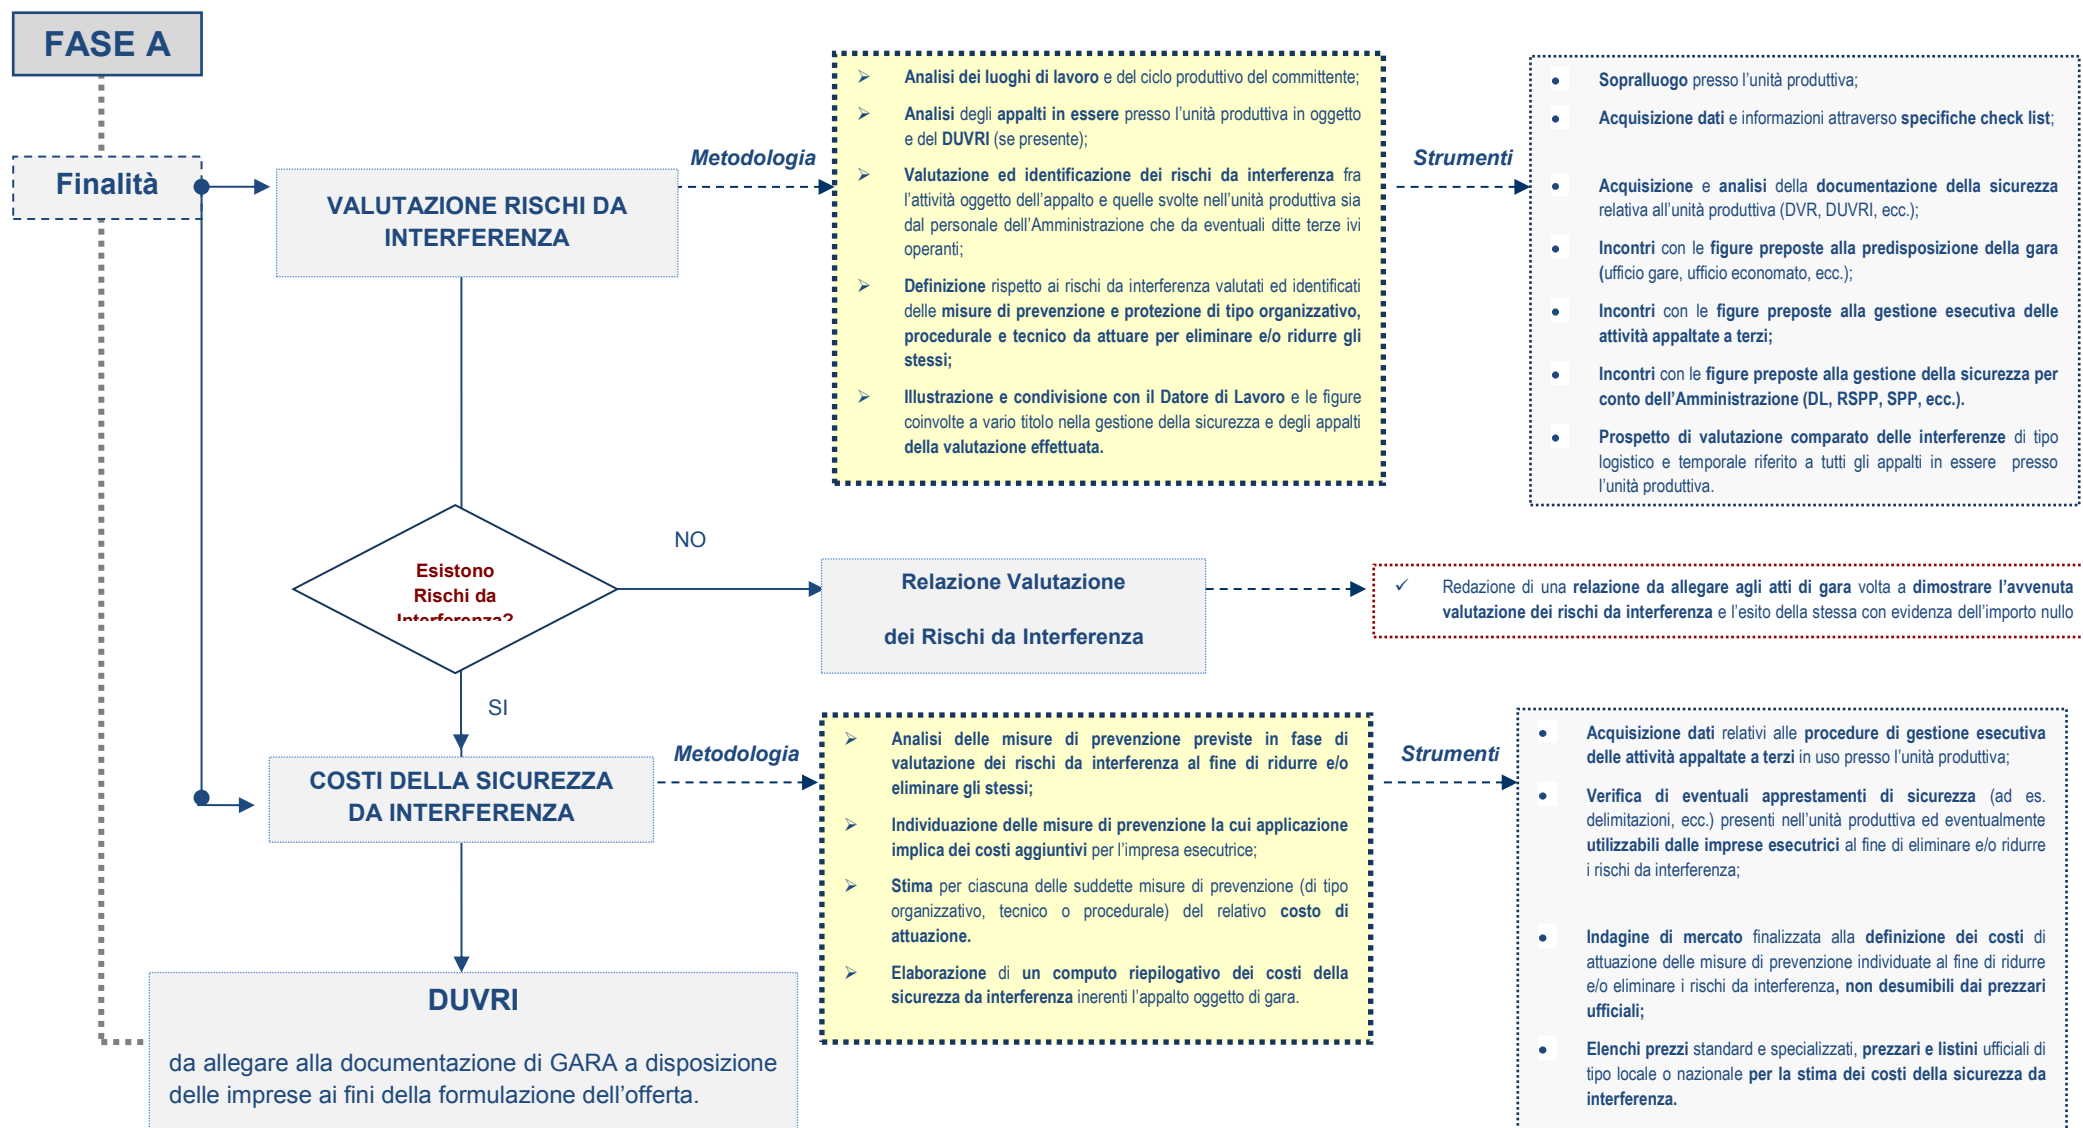 FASE A
Finalità
VALUTAZIONE RISCHI DA
INTERFERENZA
Metodologia
➢ Analisi dei luoghi di lavoro e del ciclo produttivo del committente;
➢ Analisi degli appalti in essere presso l'unità produttiva in oggetto
e del DUVRI (se presente);
➢ Valutazione ed identificazione dei rischi da interferenza fra
l'attività oggetto dell'appalto e quelle svolte nell'unità produttiva sia
dal personale dell'Amministrazione che da eventuali ditte terze ivi
operanti;
➢ Definizione rispetto ai rischi da interferenza valutati ed identificati
delle misure di prevenzione e protezione di tipo organizzativo,
procedurale e tecnico da attuare per eliminare e/o ridurre gli
stessi;
➢ Illustrazione e condivisione con il Datore di Lavoro e le figure
coinvolte a vario titolo nella gestione della sicurezza e degli appalti
della valutazione effettuata.
Strumenti
• Sopralluogo presso l'unità produttiva;
• Acquisizione dati e informazioni attraverso specifiche check list;
• Acquisizione e analisi della documentazione della sicurezza
relativa all'unità produttiva (DVR, DUVRI, ecc.);
• Incontri con le figure preposte alla predisposizione della gara
(ufficio gare, ufficio economato, ecc.);
• Incontri con le figure preposte alla gestione esecutiva delle
attività appaltate a terzi;
• Incontri con le figure preposte alla gestione della sicurezza per
conto dell'Amministrazione (DL, RSPP, SPP, ecc.).
• Prospetto di valutazione comparato delle interferenze di tipo
logistico e temporale riferito a tutti gli appalti in essere presso
l'unità produttiva.
Esistono
Rischi da
Interferenza?
NO
Relazione Valutazione
dei Rischi da Interferenza
✓ Redazione di una relazione da allegare agli atti di gara volta a dimostrare l'avvenuta
valutazione dei rischi da interferenza e l'esito della stessa con evidenza dell'importo nullo
SI
COSTI DELLA SICUREZZA
DA INTERFERENZA
Metodologia
➢ Analisi delle misure di prevenzione previste in fase di
valutazione dei rischi da interferenza al fine di ridurre e/o
eliminare gli stessi;
➢ Individuazione delle misure di prevenzione la cui applicazione
implica dei costi aggiuntivi per l'impresa esecutrice;
➢ Stima per ciascuna delle suddette misure di prevenzione (di tipo
organizzativo, tecnico o procedurale) del relativo costo di
attuazione.
➢ Elaborazione di un computo riepilogativo dei costi della
sicurezza da interferenza inerenti l'appalto oggetto di gara.
Strumenti
• Acquisizione dati relativi alle procedure di gestione esecutiva
delle attività appaltate a terzi in uso presso l'unità produttiva;
• Verifica di eventuali apprestamenti di sicurezza (ad es.
delimitazioni, ecc.) presenti nell'unità produttiva ed eventualmente
utilizzabili dalle imprese esecutrici al fine di eliminare e/o ridurre
i rischi da interferenza;
• Indagine di mercato finalizzata alla definizione dei costi di
attuazione delle misure di prevenzione individuate al fine di ridurre
e/o eliminare i rischi da interferenza, non desumibili dai prezzari
ufficiali;
• Elenchi prezzi standard e specializzati, prezzari e listini ufficiali di
tipo locale o nazionale per la stima dei costi della sicurezza da
interferenza.
DUVRI
da allegare alla documentazione di GARA a disposizione
delle imprese ai fini della formulazione dell'offerta.